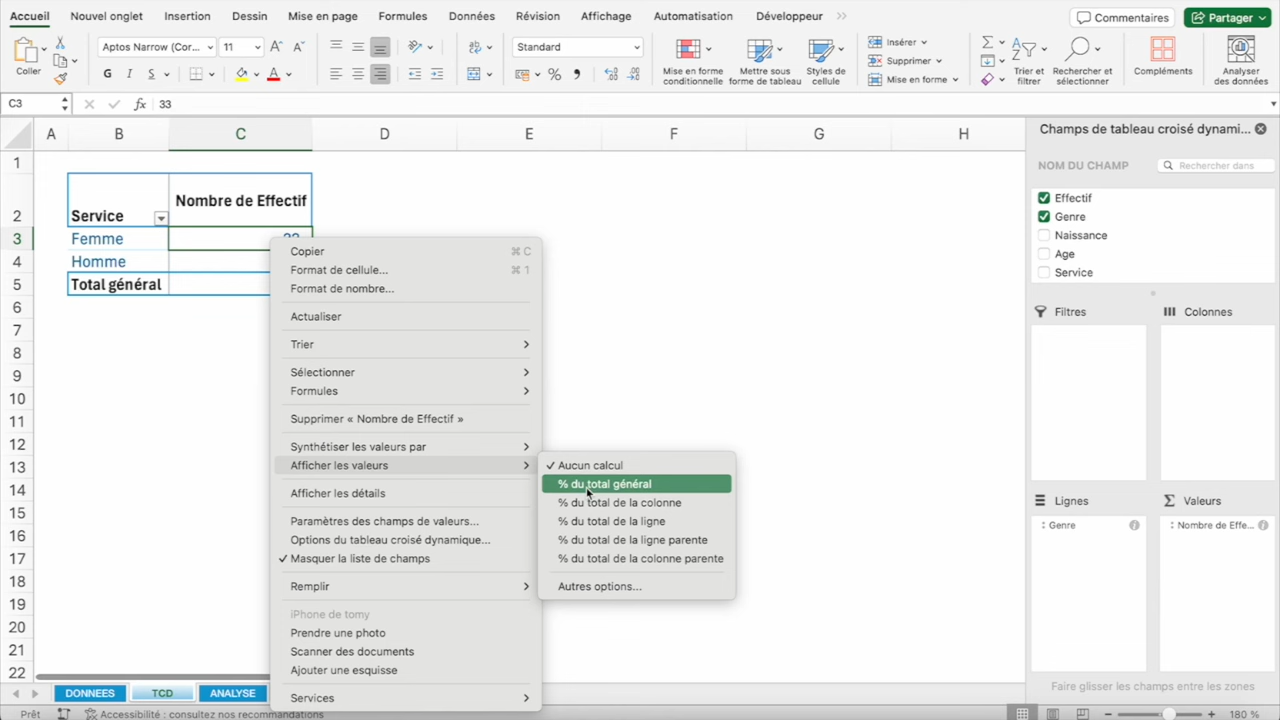 Accueil Nouvel onglet Insertion Dessin Mise en page Formules Données Révision Affichage Automatisation Développeur >> Commentaires Partager
Coller
Aptos Narrow (Cor... 11 A A
G I S A
Standard
% ,
Mise en forme conditionnelle
Mettre sous forme de tableau
Styles de cellule
Insérer
Supprimer
Mise en forme
Trier et filtrer
Rechercher et sélectionner
Compléments
Analyser des données
C3 fx 33
A B C D E F G H
1
2 Service Nombre de Effectif
3 Femme
4 Homme
5 Total général
6
7
8
9
10
11
12
13
14
15
16
17
18
19
20
21
22
Copier ⌘ C
Format de cellule... ⌘ 1
Format de nombre...
Actualiser
Trier
Sélectionner
Formules
Supprimer « Nombre de Effectif »
Synthétiser les valeurs par
Afficher les valeurs
Afficher les détails
Paramètres des champs de valeurs...
Options du tableau croisé dynamique...
✓ Masquer la liste de champs
Remplir
iPhone de tomy
Prendre une photo
Scanner des documents
Ajouter une esquisse
Services
✓ Aucun calcul
% du total général
% du total de la colonne
% du total de la ligne
% du total de la ligne parente
% du total de la colonne parente
Autres options...
Champs de tableau croisé dynami...
NOM DU CHAMP Rechercher dans
Effectif
Genre
Naissance
Age
Service
Filtres Colonnes
Lignes Σ Valeurs
Genre Nombre de Effe...
Faire glisser les champs entre les zones
DONNEES TCD ANALYSE
Prêt Accessibilité : consultez nos recommandations 180 %